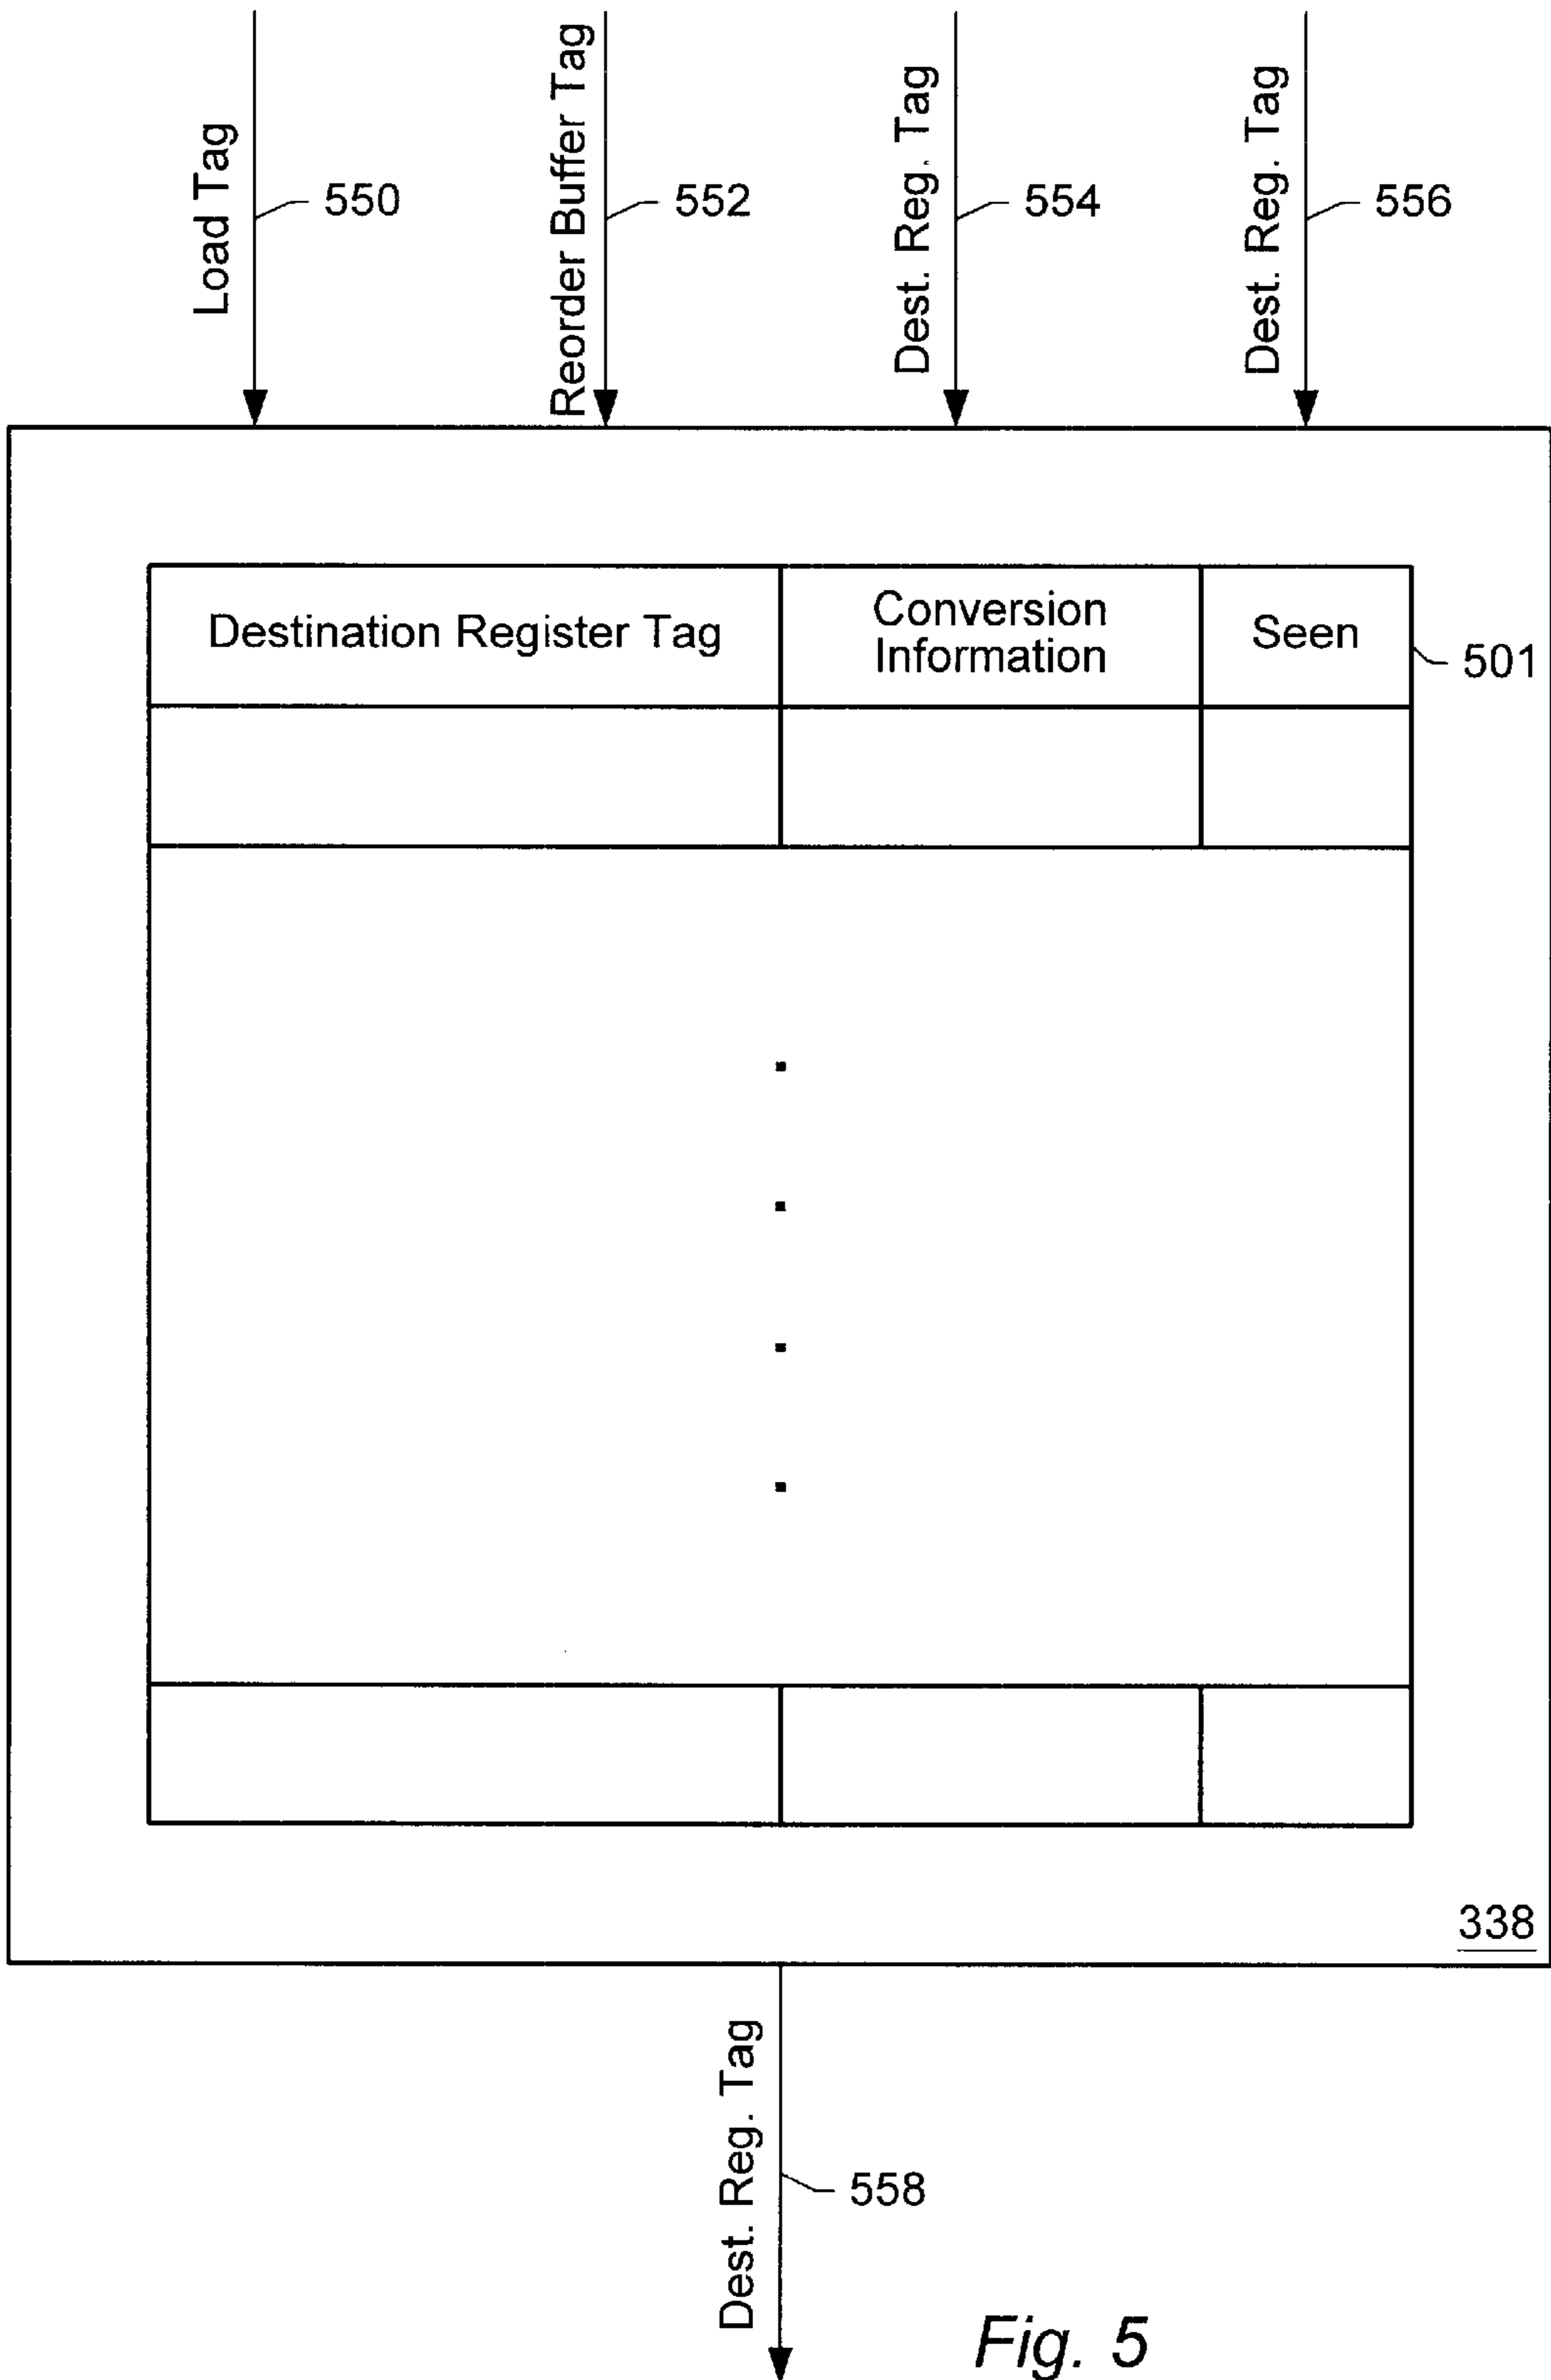 Load Tag
550
Reorder Buffer Tag
552
Dest. Reg. Tag
554
Dest. Reg. Tag
556
Destination Register Tag
Conversion
Information
Seen
501
338
Dest. Reg. Tag
558
Fig. 5